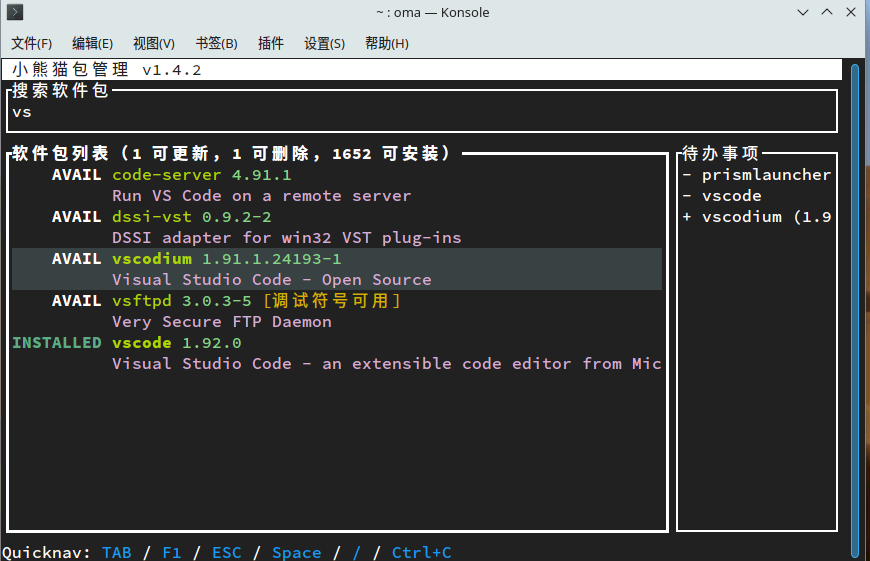 ~ : oma — Konsole
文件(F) 编辑(E) 视图(V) 书签(B) 插件 设置(S) 帮助(H)
小熊猫包管理 v1.4.2
搜索软件包
vs
软件包列表（1 可更新，1 可删除，1652 可安装）
AVAIL code-server 4.91.1
Run VS Code on a remote server
AVAIL dssi-vst 0.9.2-2
DSSI adapter for win32 VST plug-ins
AVAIL vscodium 1.91.1.24193-1
Visual Studio Code - Open Source
AVAIL vsftpd 3.0.3-5 [调试符号可用]
Very Secure FTP Daemon
INSTALLED vscode 1.92.0
Visual Studio Code - an extensible code editor from Mic
待办事项
- prismlauncher
- vscode
+ vscodium (1.9
Quicknav: TAB / F1 / ESC / Space / / / Ctrl+C